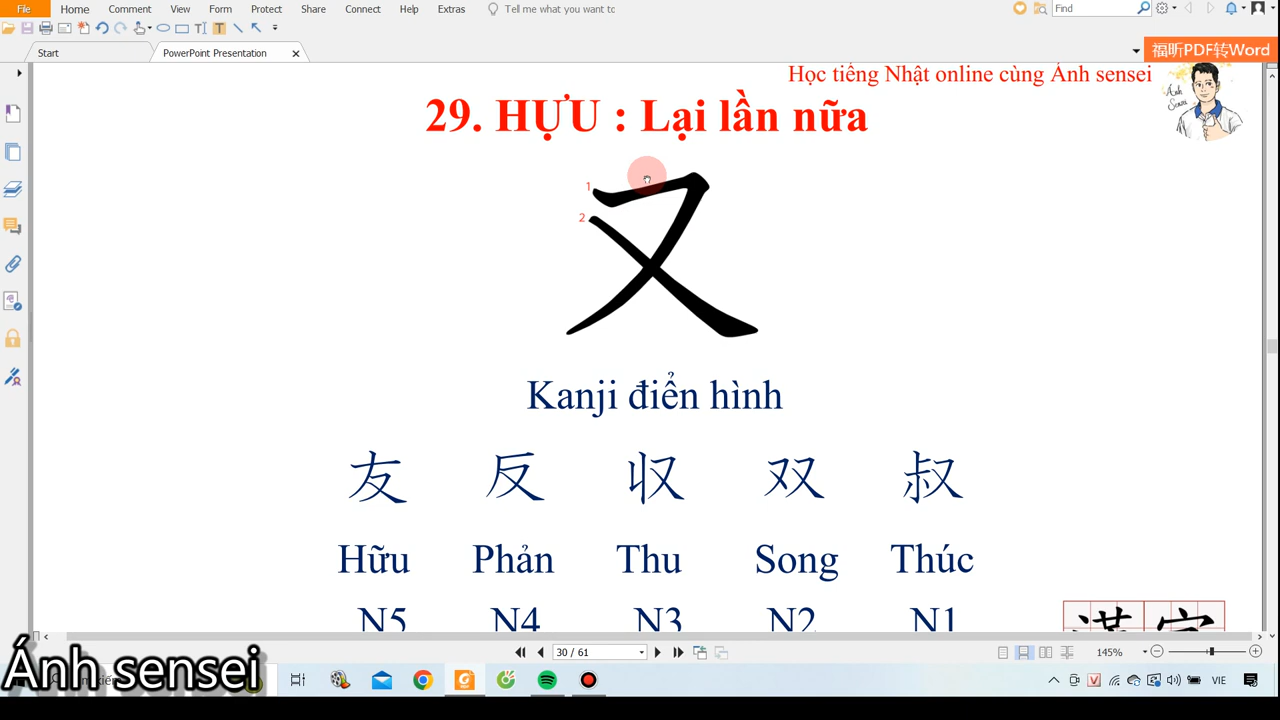 File Home Comment View Form Protect Share Connect Help Extras Tell me what you want to Find
Start PowerPoint Presentation
福昕PDF转Word
Học tiếng Nhật online cùng Ánh sensei
Ánh Sensei
29. HỰU : Lại lần nữa
1
2
又
Kanji điển hình
友 反 収 双 叔
Hữu Phản Thu Song Thúc
N5 N4 N3 N2 N1
30 / 61
145%
Ánh sensei
VIE